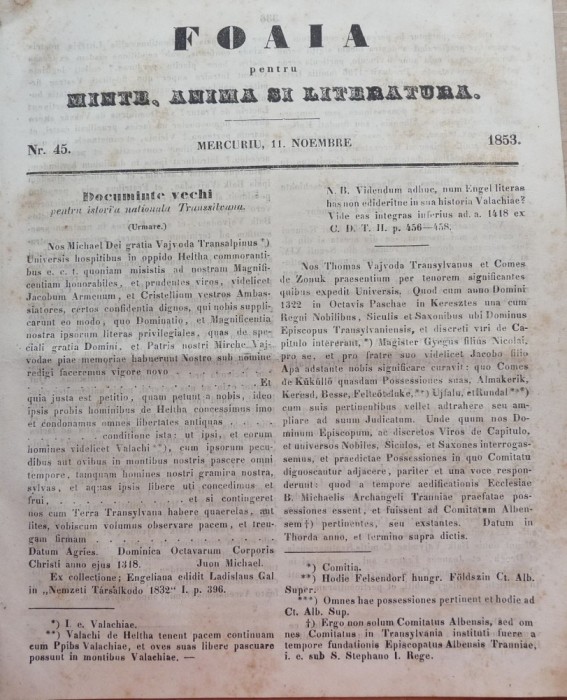 FOAIA
pentru
MINTE, ANIMA SI LITERATURA.
Nr. 45.
MERCURIU, 11. NOEMBRE
1853.
Documinte vechi
pentru istori'a nationala Transsilvana.
(Urmare.)
Nos Michael Dei gratia Vajvoda Transalpinus *)
Universis hospitibus in oppido Heltha commoranti-
bus e. c. t. quoniam misistis ad nostram Magnifi-
centiam honorabiles, et prudentes viros, videlicet
Jacobum Armenum, et Cristellium vestros Ambas-
siatores, certos confidentia dignos, qui nobis suppli-
carunt eo modo, quo Dominatio, et Magnificentia
nostra ipsorum literas privilegiales, quas de spe-
ciali gratia Domini, et Patris nostri Mirche Vaj-
vodae piae memoriae habuerunt Nostro sub nomine
redigi faceremus vigore novo . . . . . . . . .
. . . . . . . . . . . . . . . . . . . . Et
quia justa est petitio, quam petunt a nobis, ideo
ipsis probis hominibus de Heltha concessimus imo
et condonamus omnes libertates antiquas . . . . .
. . . . . . . conditione ista: ut ipsi, et eorum
homines videlicet Valachi **), cum ipsorum pecu-
dibus aut ovibus in montibus nostris pascere omni
tempore, tamquam homines nostri gramina nostra,
sylvas, et aquas ipsis libere uti concedimus et
frui, . . . . . . . . . . . et si contingeret
nos cum Terra Transylvana habere quaerelas, aut
lites, vobiscum volumus observare pacem, et treu-
gam firmam . . . . . . . . . . . . . . .
Datum Agries. Dominica Octavarum Corporis
Christi anno ejus 1318. Juon Michael.
Ex collectione; Engeliana edidit Ladislaus Gal
in „Nemzeti Társalkodo 1832“ I. p. 396.
*) I. e. Valachiae.
**) Valachi de Heltha tenent pacem continuam
cum Ppibs Valachiae, et oves suas libere pascuare
possunt in montibus Valachiae. —
N. B. Videndum adhuc, num Engel literas
has non ediderit in sua historia Valachiae?
Vide eas integras inferius ad. a. 1418 ex
C. D. T. II. p. 456—458;
Nos Thomas Vajvoda Transylvanus et Comes
de Zonuk praesentium per tenorem significantes
quibus expedit Universis. Quod cum anno Domini
1322 in Octavis Paschae in Keresztes una cum
Regni Nobilibus, Siculis et Saxonibus ubi Dominus
Episcopus Transylvaniensis, et discreti viri de Ca-
pitulo intererant, *) Magister Gyegus filius Nicolai,
pro se, et pro fratre suo videlicet Jacobo filio
Apa adstante nobis significare curavit: quo Comes
de Küküllö quasdam Possessiones suas, Almakerik,
Keresd, Besse, **) Ujfalu, et Rundal ***)
cum suis pertinentibus vellet adtrahere seu am-
pliare ad suum Judicatum. Unde quum nos Do-
minum Episcopum, ac discretos Viros de Capitulo,
et universos Nobiles, Siculos, et Saxones interrogas-
semus, et praedictae Possessiones in quo Comitatu
dignoscantur adjacere, pariter et una voce respon-
derunt: quod a tempore aedificationis Ecclesiae
B. Michaelis Archangeli Tranniae praefatae pos-
sessiones essent, et fuissent ad Comitatum Alben-
sem †) pertinentes, seu exstantes. Datum in
Thorda anno, et termino supra dictis.
*) Comitia.
**) Hodie Felsendorf hungr. Földszin Ct. Alb.
Super.
***) Omnes hae possessiones pertinent et hodie ad
Ct. Alb. Sup.
†) Ergo non solum Comitatus Albensis, sed om
nes Comitatus in Transylvania instituti fuere a
tempore fundationis Episcopatus Albensis Tranniae,
i. e. sub S. Stephano I. Rege.